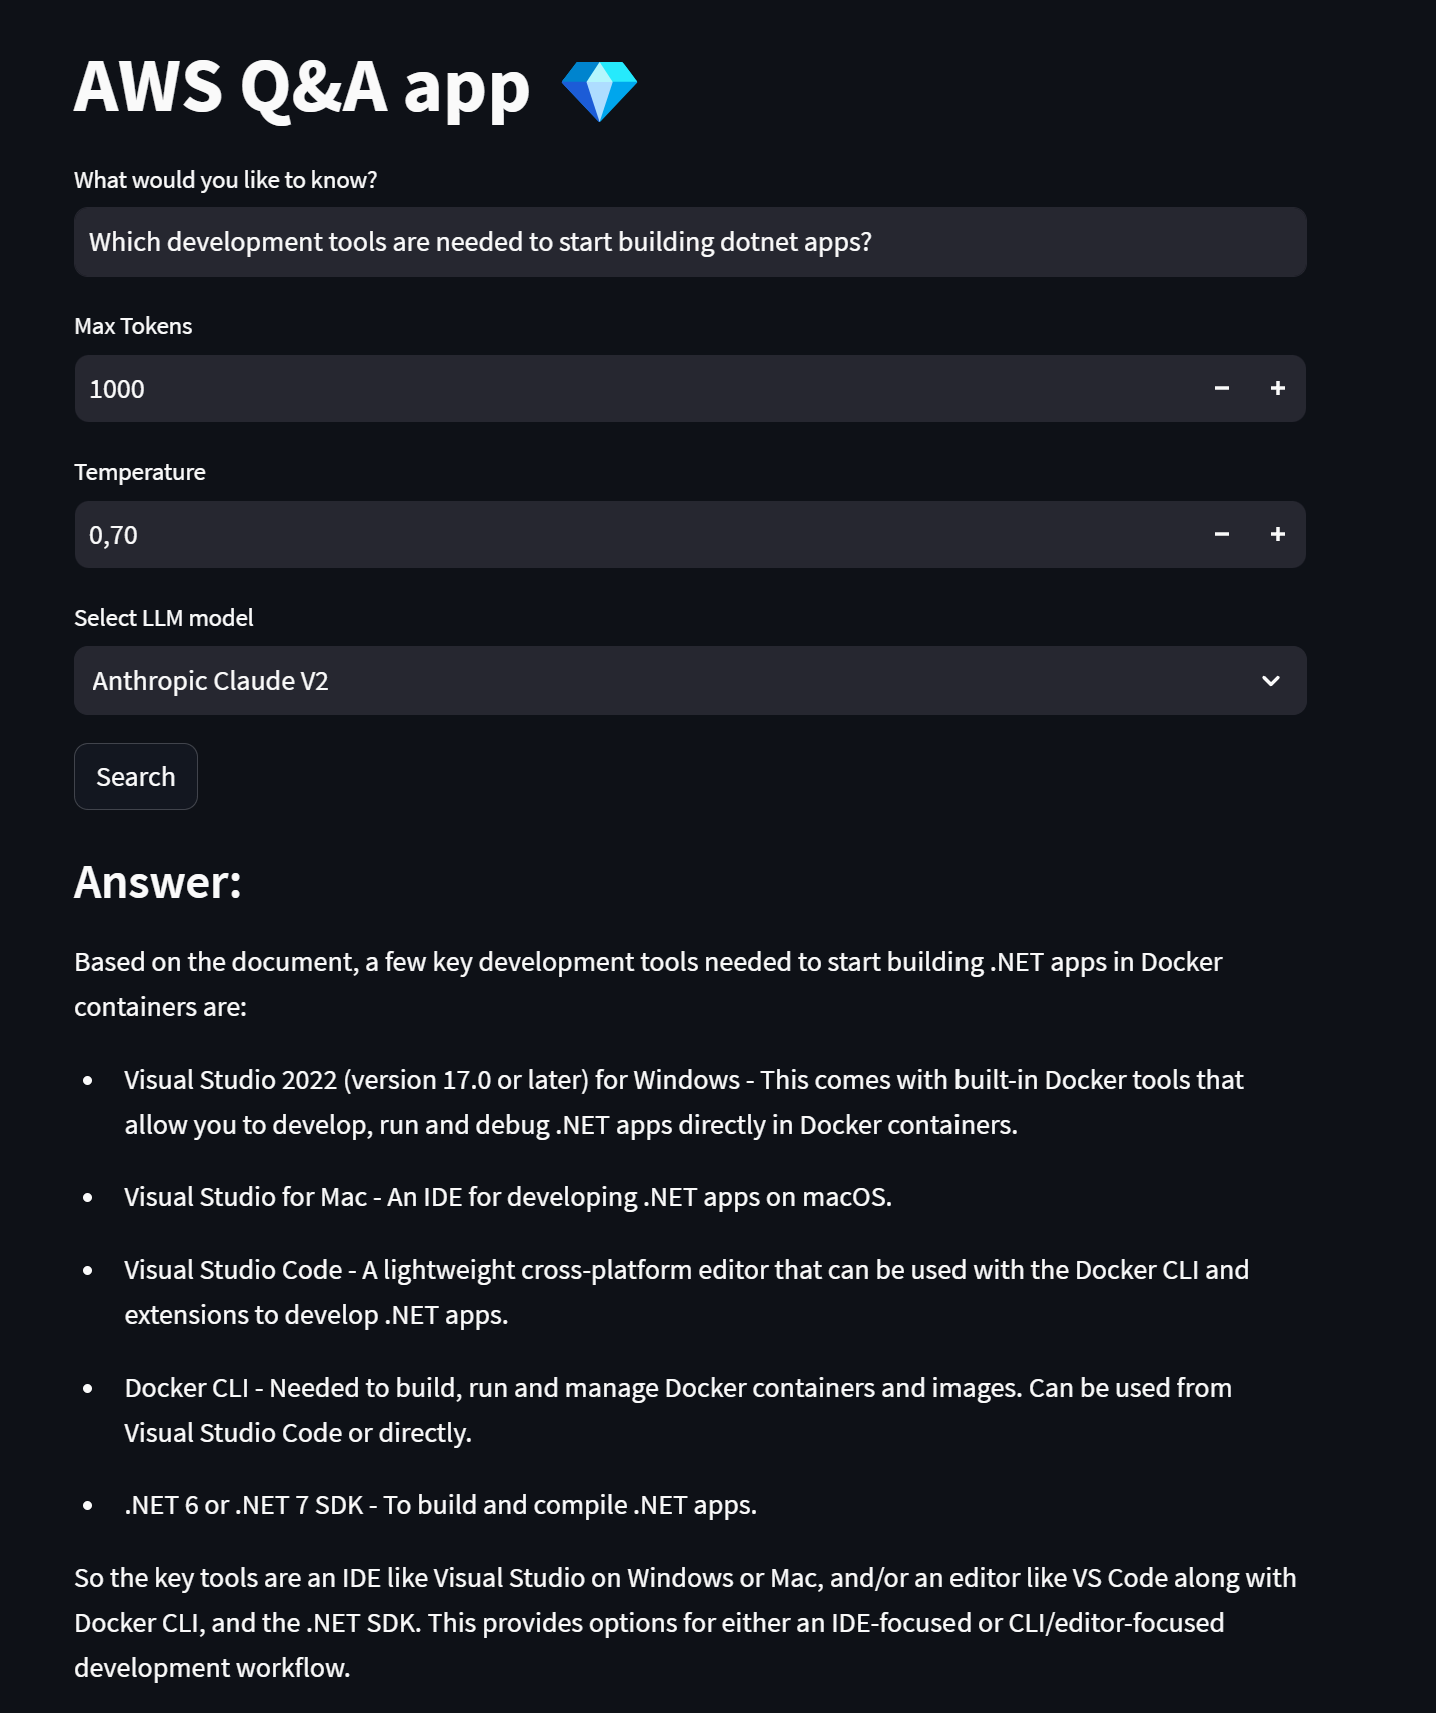 AWS Q&A app
What would you like to know?
Which development tools are needed to start building dotnet apps?
Max Tokens
1000
Temperature
0,70
Select LLM model
Anthropic Claude V2
Search
Answer:
Based on the document, a few key development tools needed to start building .NET apps in Docker
containers are:
• Visual Studio 2022 (version 17.0 or later) for Windows - This comes with built-in Docker tools that
allow you to develop, run and debug .NET apps directly in Docker containers.
• Visual Studio for Mac - An IDE for developing .NET apps on macOS.
• Visual Studio Code - A lightweight cross-platform editor that can be used with the Docker CLI and
extensions to develop .NET apps.
• Docker CLI - Needed to build, run and manage Docker containers and images. Can be used from
Visual Studio Code or directly.
• .NET 6 or .NET 7 SDK - To build and compile .NET apps.
So the key tools are an IDE like Visual Studio on Windows or Mac, and/or an editor like VS Code along with
Docker CLI, and the .NET SDK. This provides options for either an IDE-focused or CLI/editor-focused
development workflow.